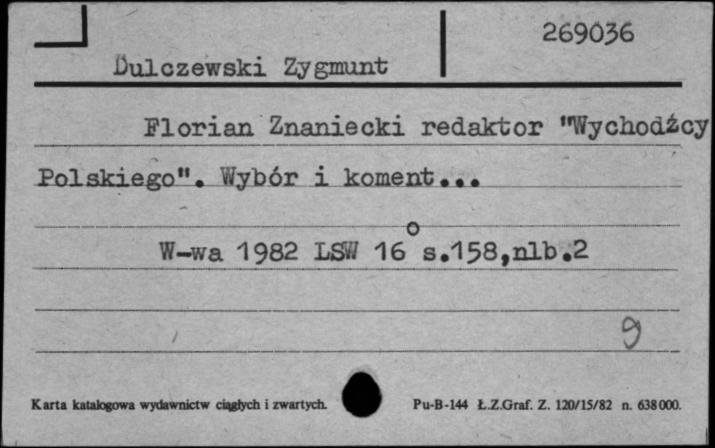 269036
Dulczewski Zygmunt
Florian Znaniecki redaktor "Wychodźcy
Polskiego". Wybór i koment...
W-wa 1982 LSW 16° s.158,nlb.2
9
Karta katalogowa wydawnictw ciągłych i zwartych. Pu-B-144 Ł.Z.Graf. Z. 120/15/82 n. 638000.